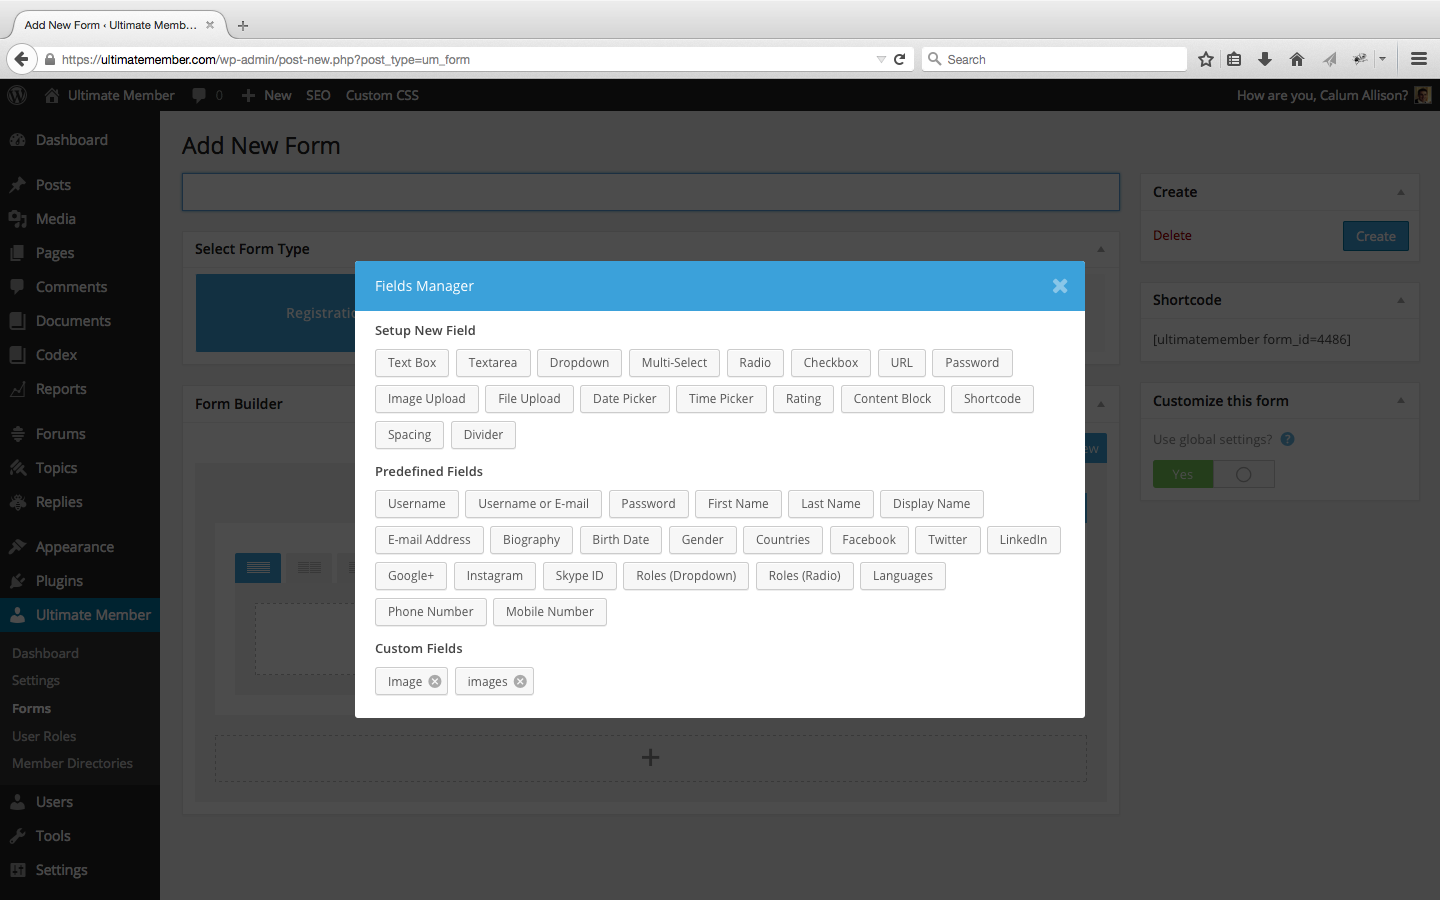 Add New Form ‹ Ultimate Memb...
https://ultimatemember.com/wp-admin/post-new.php?post_type=um_form
Search
Ultimate Member 0 New SEO Custom CSS
How are you, Calum Allison?
Dashboard
Posts
Media
Pages
Comments
Documents
Codex
Reports
Forums
Topics
Replies
Appearance
Plugins
Ultimate Member
Dashboard
Settings
Forms
User Roles
Member Directories
Users
Tools
Settings
Add New Form
Select Form Type
Form Builder
Fields Manager
Setup New Field
Text Box Textarea Dropdown Multi-Select Radio Checkbox URL Password
Image Upload File Upload Date Picker Time Picker Rating Content Block Shortcode
Spacing Divider
Predefined Fields
Username Username or E-mail Password First Name Last Name Display Name
E-mail Address Biography Birth Date Gender Countries Facebook Twitter LinkedIn
Google+ Instagram Skype ID Roles (Dropdown) Roles (Radio) Languages
Phone Number Mobile Number
Custom Fields
Image images
Create
Delete Create
Shortcode
[ultimatemember form_id=4486]
Customize this form
Use global settings? ?
Yes